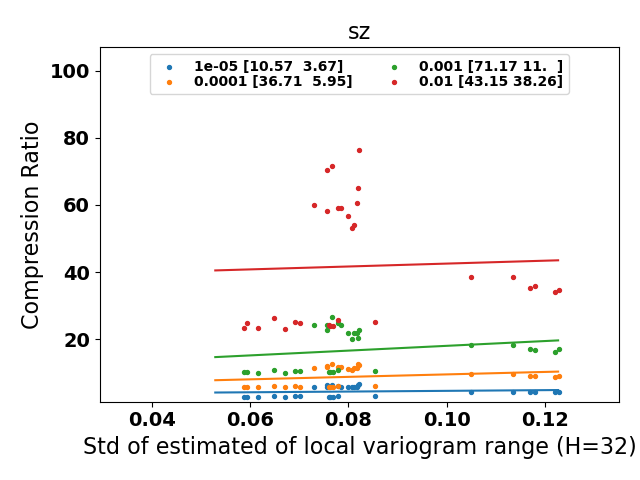 sz
1e-05 [10.57  3.67]
0.0001 [36.71  5.95]
0.001 [71.17 11.  ]
0.01 [43.15 38.26]
Compression Ratio
100
80
60
40
20
0.04 0.06 0.08 0.10 0.12
Std of estimated of local variogram range (H=32)